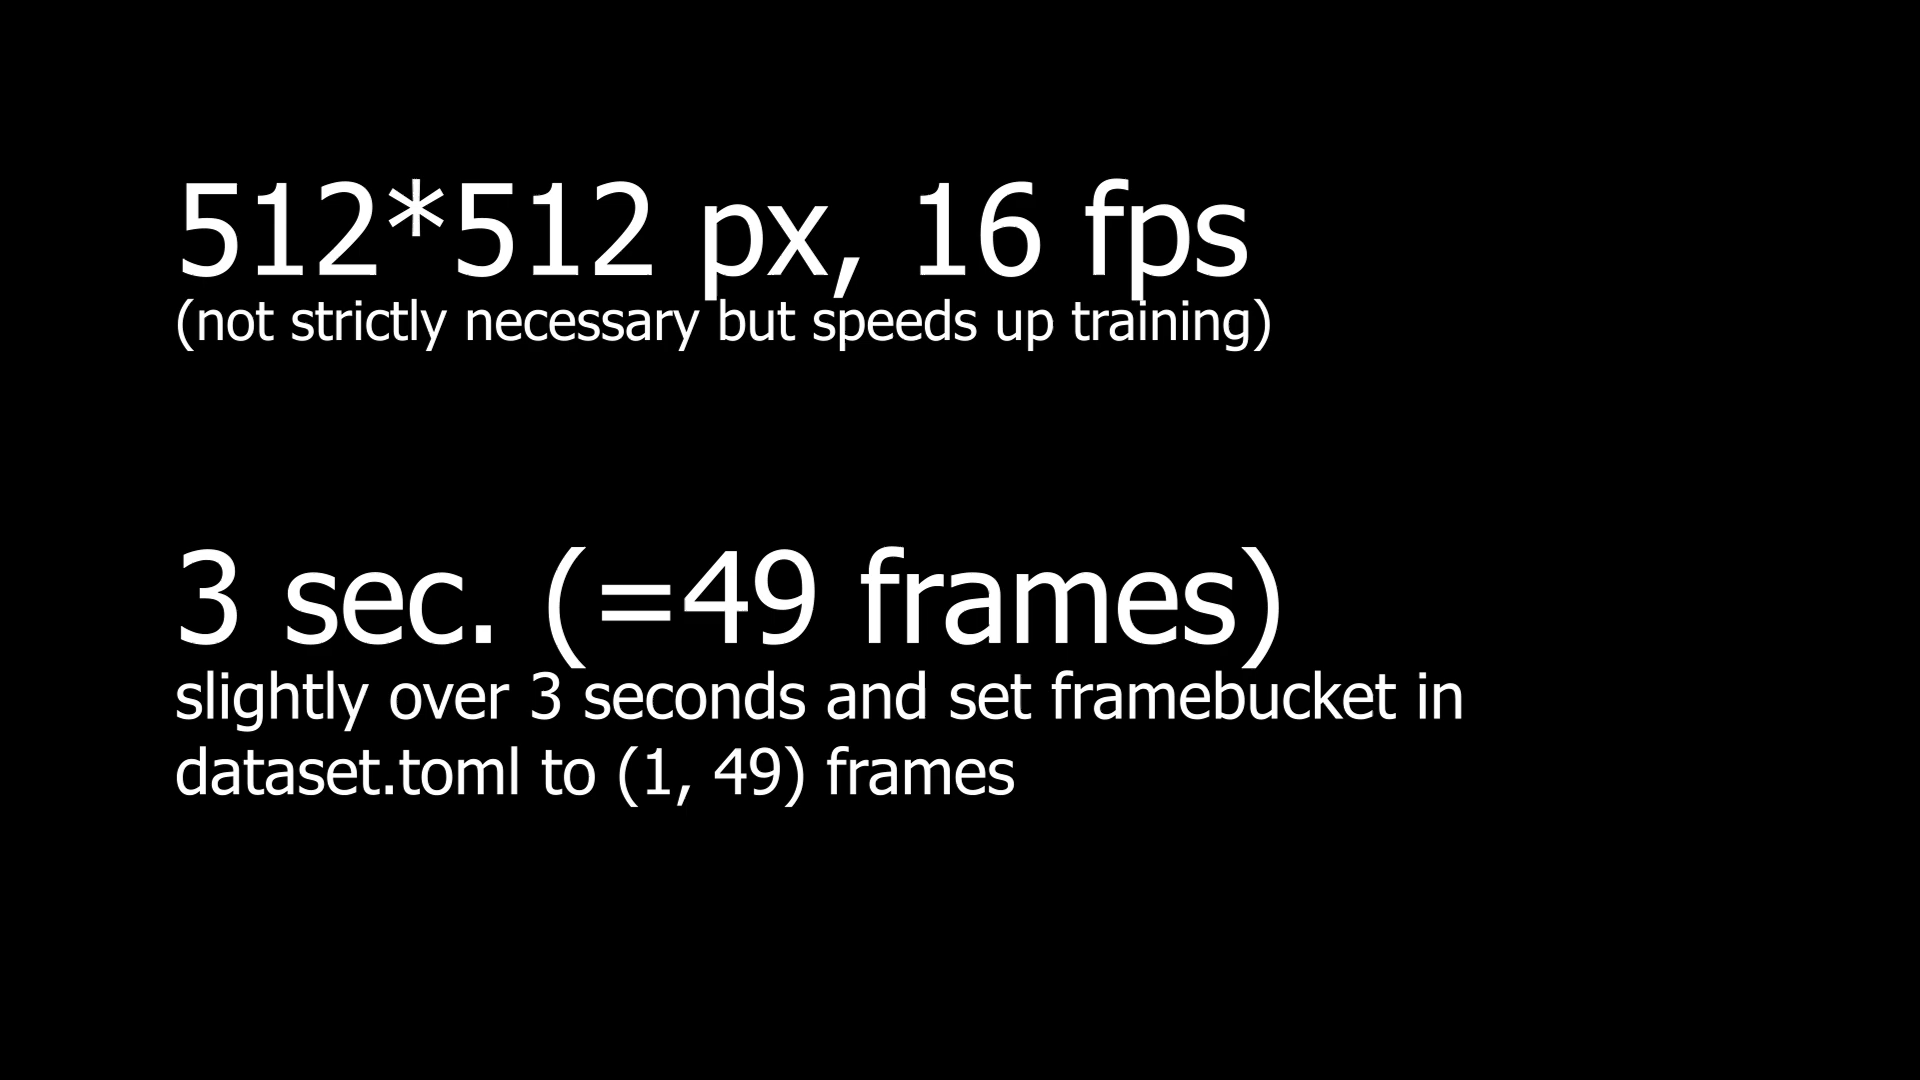 512*512 px, 16 fps
(not strictly necessary but speeds up training)
3 sec. (=49 frames)
slightly over 3 seconds and set framebucket in
dataset.toml to (1, 49) frames